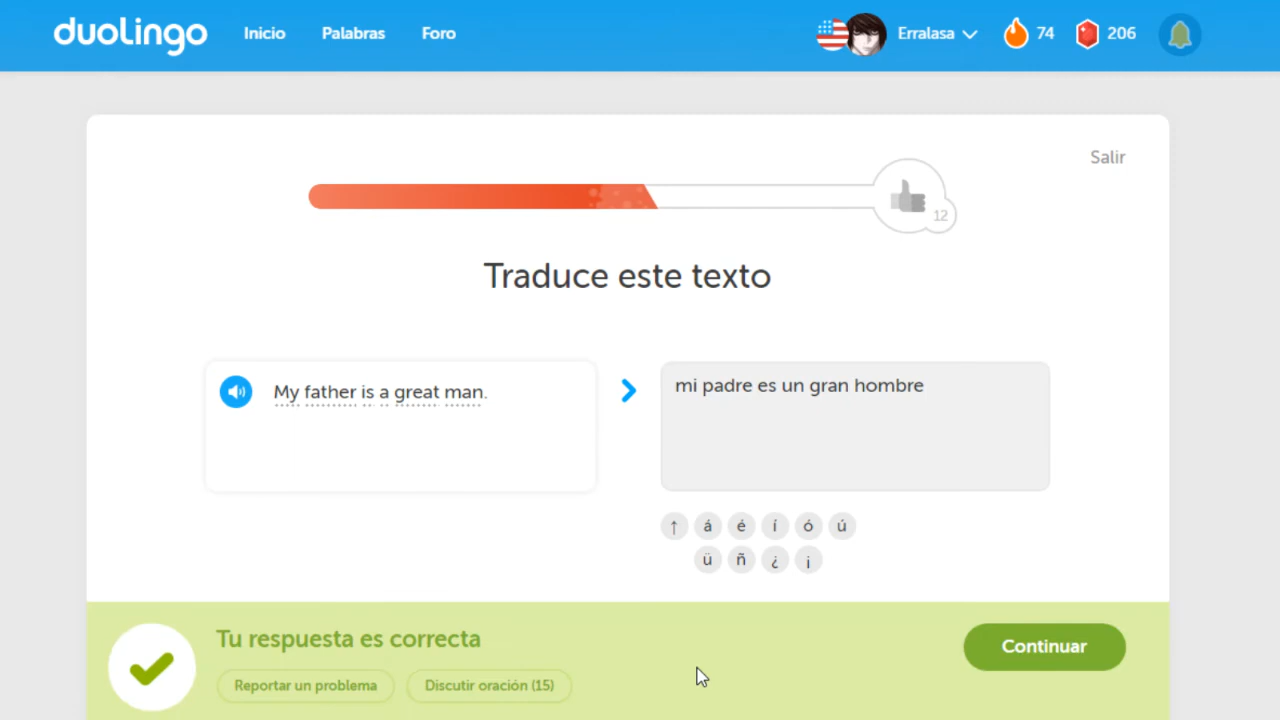 duolingo Inicio Palabras Foro Erralasa 74 206
Salir
12
Traduce este texto
My father is a great man.
mi padre es un gran hombre
↑ á é í ó ú
ü ñ ¿ ¡
Tu respuesta es correcta
Continuar
Reportar un problema Discutir oración (15)